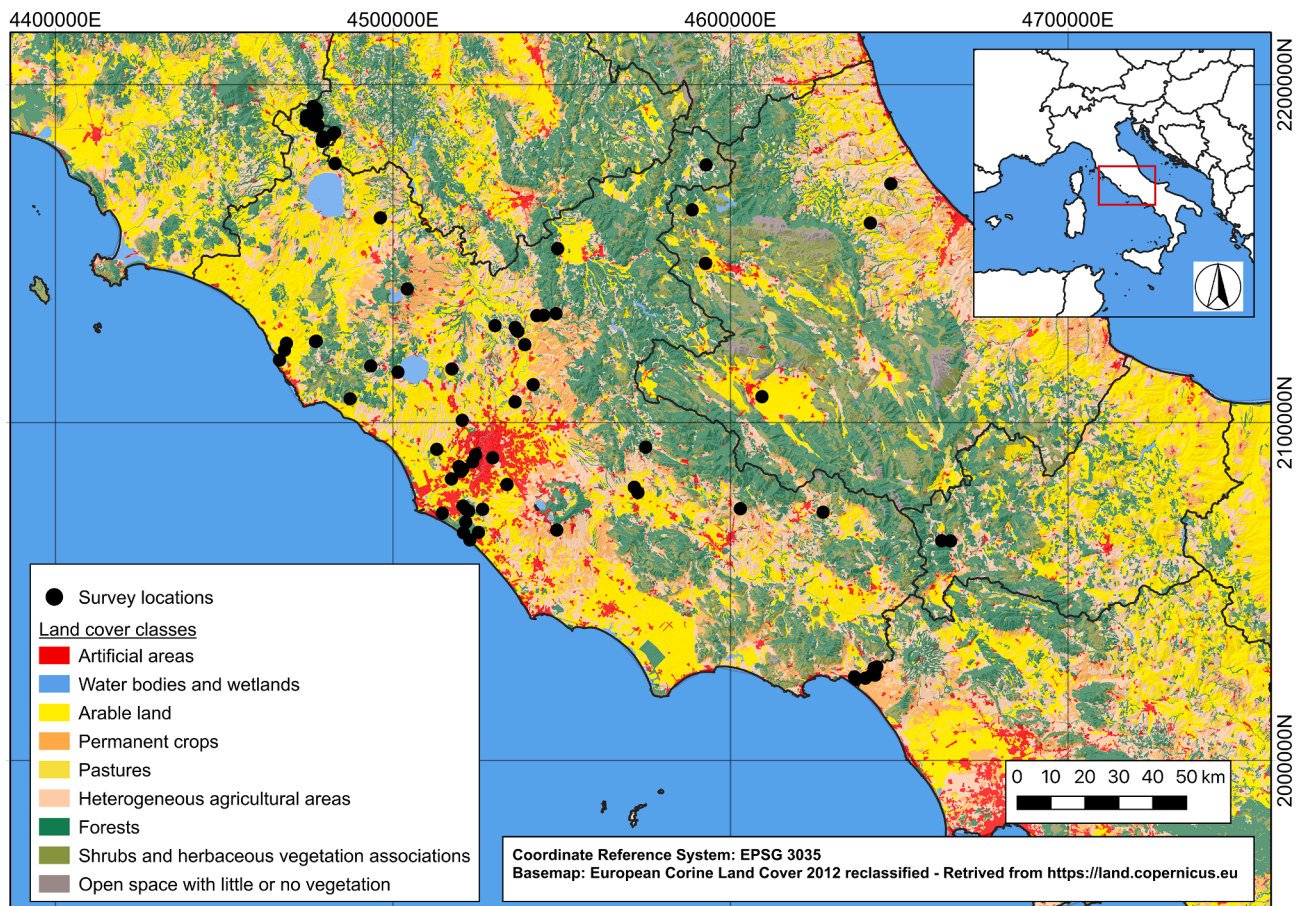 4400000E 4500000E 4600000E 4700000E
2200000N
2100000N
2000000N
Survey locations
Land cover classes
Artificial areas
Water bodies and wetlands
Arable land
Permanent crops
Pastures
Heterogeneous agricultural areas
Forests
Shrubs and herbaceous vegetation associations
Open space with little or no vegetation
0 10 20 30 40 50 km
Coordinate Reference System: EPSG 3035
Basemap: European Corine Land Cover 2012 reclassified - Retrived from https://land.copernicus.eu